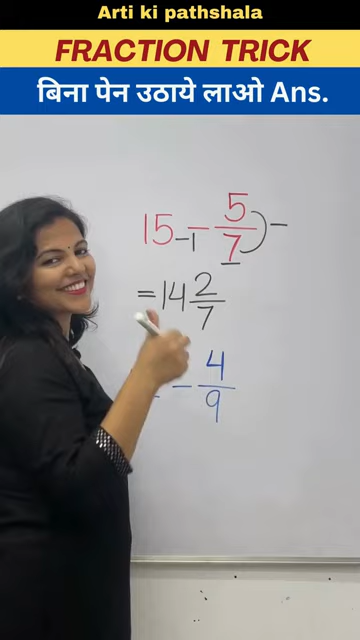 Arti ki pathshala
FRACTION TRICK
बिना पेन उठाये लाओ Ans.
15 -1 - 5/7 -
= 14 2/7
- 4/9